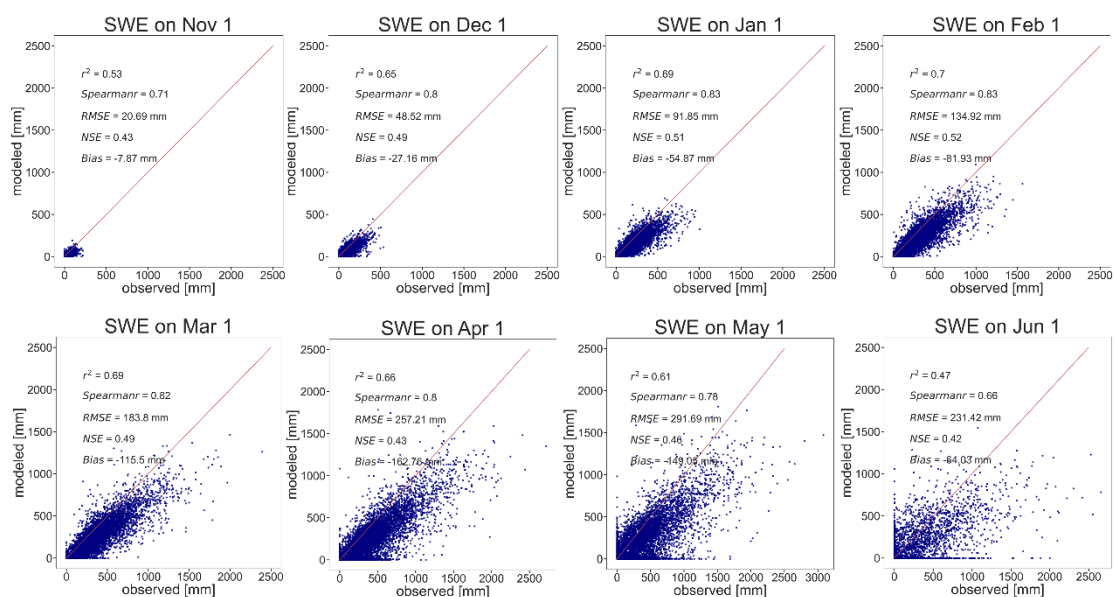 SWE on Nov 1
2500
2000
1500
1000
500
0
modeled [mm]
r² = 0.53
Spearmanr = 0.71
RMSE = 20.69 mm
NSE = 0.43
Bias = -7.87 mm
0 500 1000 1500 2000 2500
observed [mm]
SWE on Dec 1
2500
2000
1500
1000
500
0
r² = 0.65
Spearmanr = 0.8
RMSE = 48.52 mm
NSE = 0.49
Bias = -27.16 mm
0 500 1000 1500 2000 2500
observed [mm]
SWE on Jan 1
2500
2000
1500
1000
500
0
modeled [mm]
r² = 0.69
Spearmanr = 0.83
RMSE = 91.85 mm
NSE = 0.51
Bias = -54.87 mm
0 500 1000 1500 2000 2500
observed [mm]
SWE on Feb 1
2500
2000
1500
1000
500
0
modeled [mm]
r² = 0.7
Spearmanr = 0.83
RMSE = 134.92 mm
NSE = 0.52
Bias = -81.93 mm
0 500 1000 1500 2000 2500
observed [mm]
SWE on Mar 1
2500
2000
1500
1000
500
0
modeled [mm]
r² = 0.69
Spearmanr = 0.82
RMSE = 183.8 mm
NSE = 0.49
Bias = -115.5 mm
0 500 1000 1500 2000 2500
observed [mm]
SWE on Apr 1
2500
2000
1500
1000
500
0
r² = 0.66
Spearmanr = 0.8
RMSE = 257.21 mm
NSE = 0.43
Bias = -162.76 mm
0 500 1000 1500 2000 2500
observed [mm]
SWE on May 1
2500
2000
1500
1000
500
0
modeled [mm]
r² = 0.61
Spearmanr = 0.78
RMSE = 291.69 mm
NSE = 0.46
Bias = -149.05 mm
0 500 1000 1500 2000 2500 3000
observed [mm]
SWE on Jun 1
2500
2000
1500
1000
500
0
modeled [mm]
r² = 0.47
Spearmanr = 0.66
RMSE = 231.42 mm
NSE = 0.42
Bias = -64.03 mm
0 500 1000 1500 2000 2500
observed [mm]